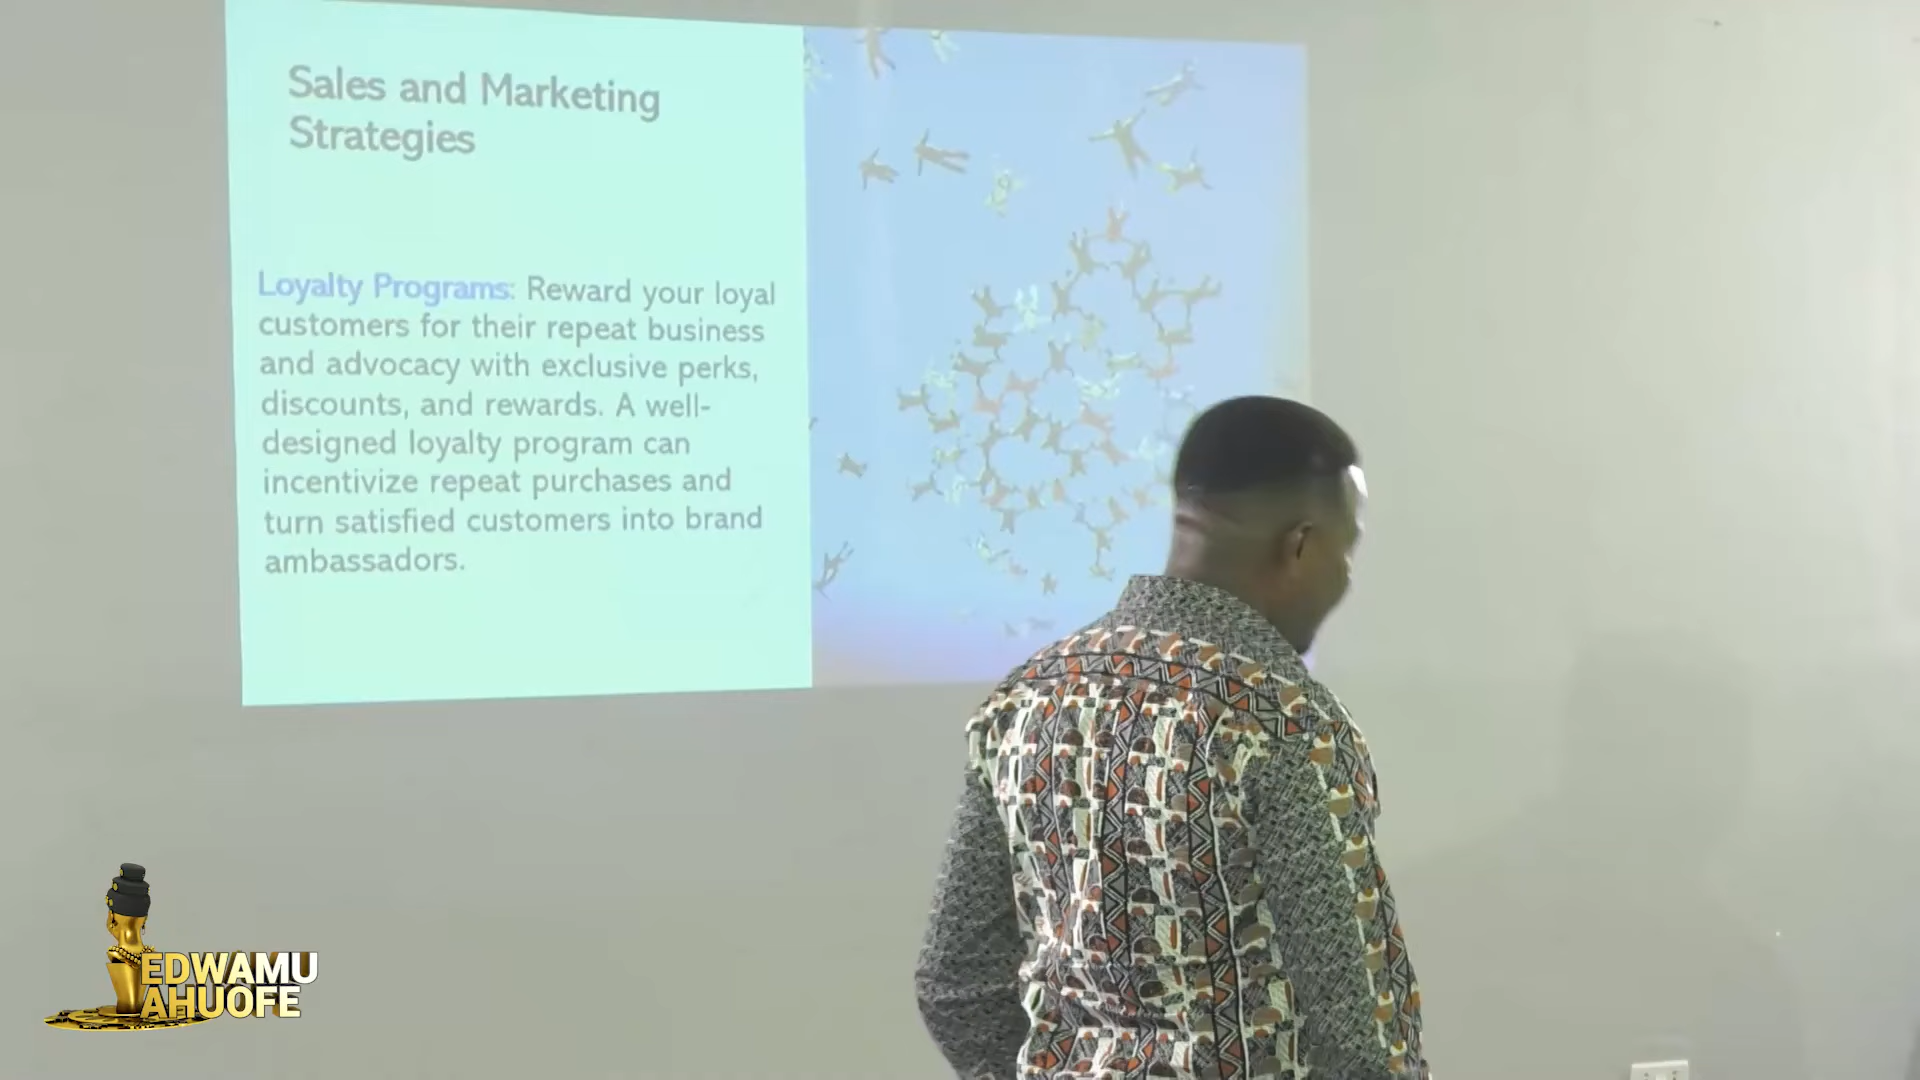 Sales and Marketing
Strategies
Loyalty Programs: Reward your loyal
customers for their repeat business
and advocacy with exclusive perks,
discounts, and rewards. A well-
designed loyalty program can
incentivize repeat purchases and
turn satisfied customers into brand
ambassadors.
EDWAMU
AHUOFE